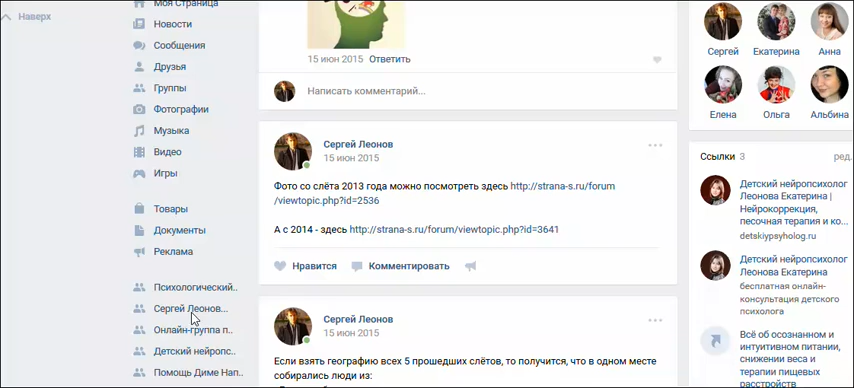 Наверх
Моя Страница
Новости
Сообщения
Друзья
Группы
Фотографии
Музыка
Видео
Игры
Товары
Документы
Реклама
Психологический..
Сергей Леонов...
Онлайн-группа п..
Детский нейропс..
Помощь Диме Нап..
15 июн 2015 Ответить
Написать комментарий...
Сергей Леонов
15 июн 2015
Фото со слёта 2013 года можно посмотреть здесь http://strana-s.ru/forum
/viewtopic.php?id=2536
А с 2014 - здесь http://strana-s.ru/forum/viewtopic.php?id=3641
Нравится Комментировать
Сергей Леонов
15 июн 2015
Если взять географию всех 5 прошедших слётов, то получится, что в одном месте
собирались люди из:
Сергей Екатерина Анна
Елена Ольга Альбина
Ссылки 3 ред.
Детский нейропсихолог
Леонова Екатерина |
Нейрокоррекция,
песочная терапия и ко...
detskiypsyholog.ru
Детский нейропсихолог
Леонова Екатерина
бесплатная онлайн-
консультация детского
психолога
Всё об осознанном и
интуитивном питании,
снижении веса и
терапии пищевых
расстройств